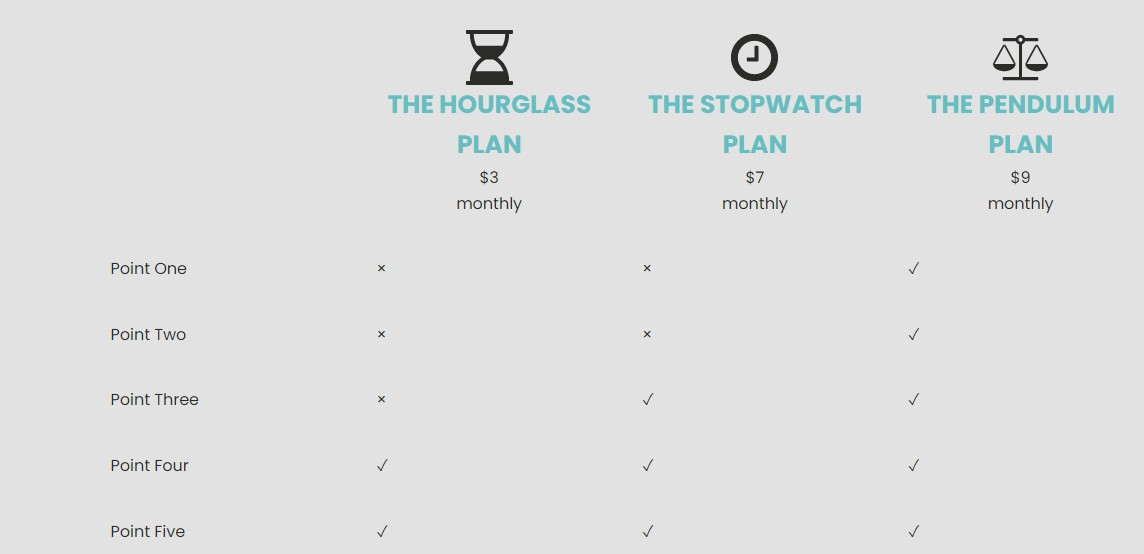 THE HOURGLASS PLAN
$3
monthly
THE STOPWATCH PLAN
$7
monthly
THE PENDULUM PLAN
$9
monthly
Point One × × ✓
Point Two × × ✓
Point Three × ✓ ✓
Point Four ✓ ✓ ✓
Point Five ✓ ✓ ✓